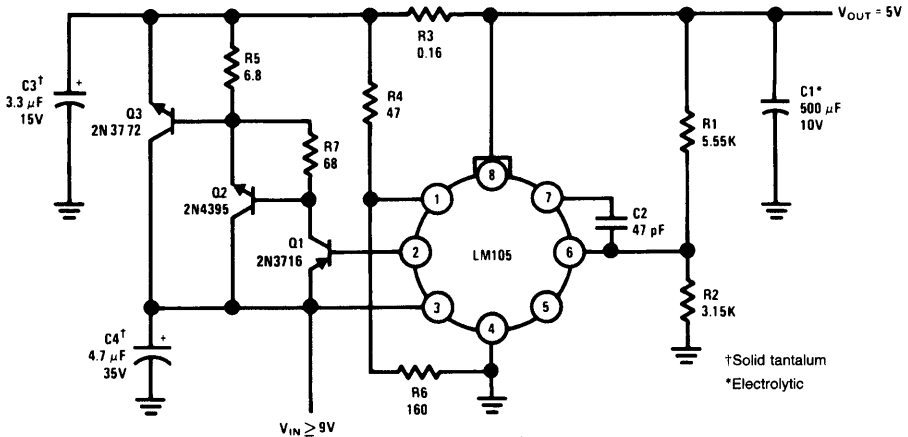 V_OUT = 5V
R3
0.16
R5
6.8
C3†
3.3 µF
15V
+
Q3
2N3772
R4
47
C1*
500 µF
10V
+
R1
5.55K
R7
68
Q2
2N4395
8
1
7
C2
47 pF
Q1
2N3716
2
LM105
6
3
5
4
R2
3.15K
C4†
4.7 µF
35V
+
R6
160
†Solid tantalum
*Electrolytic
V_IN ≥ 9V